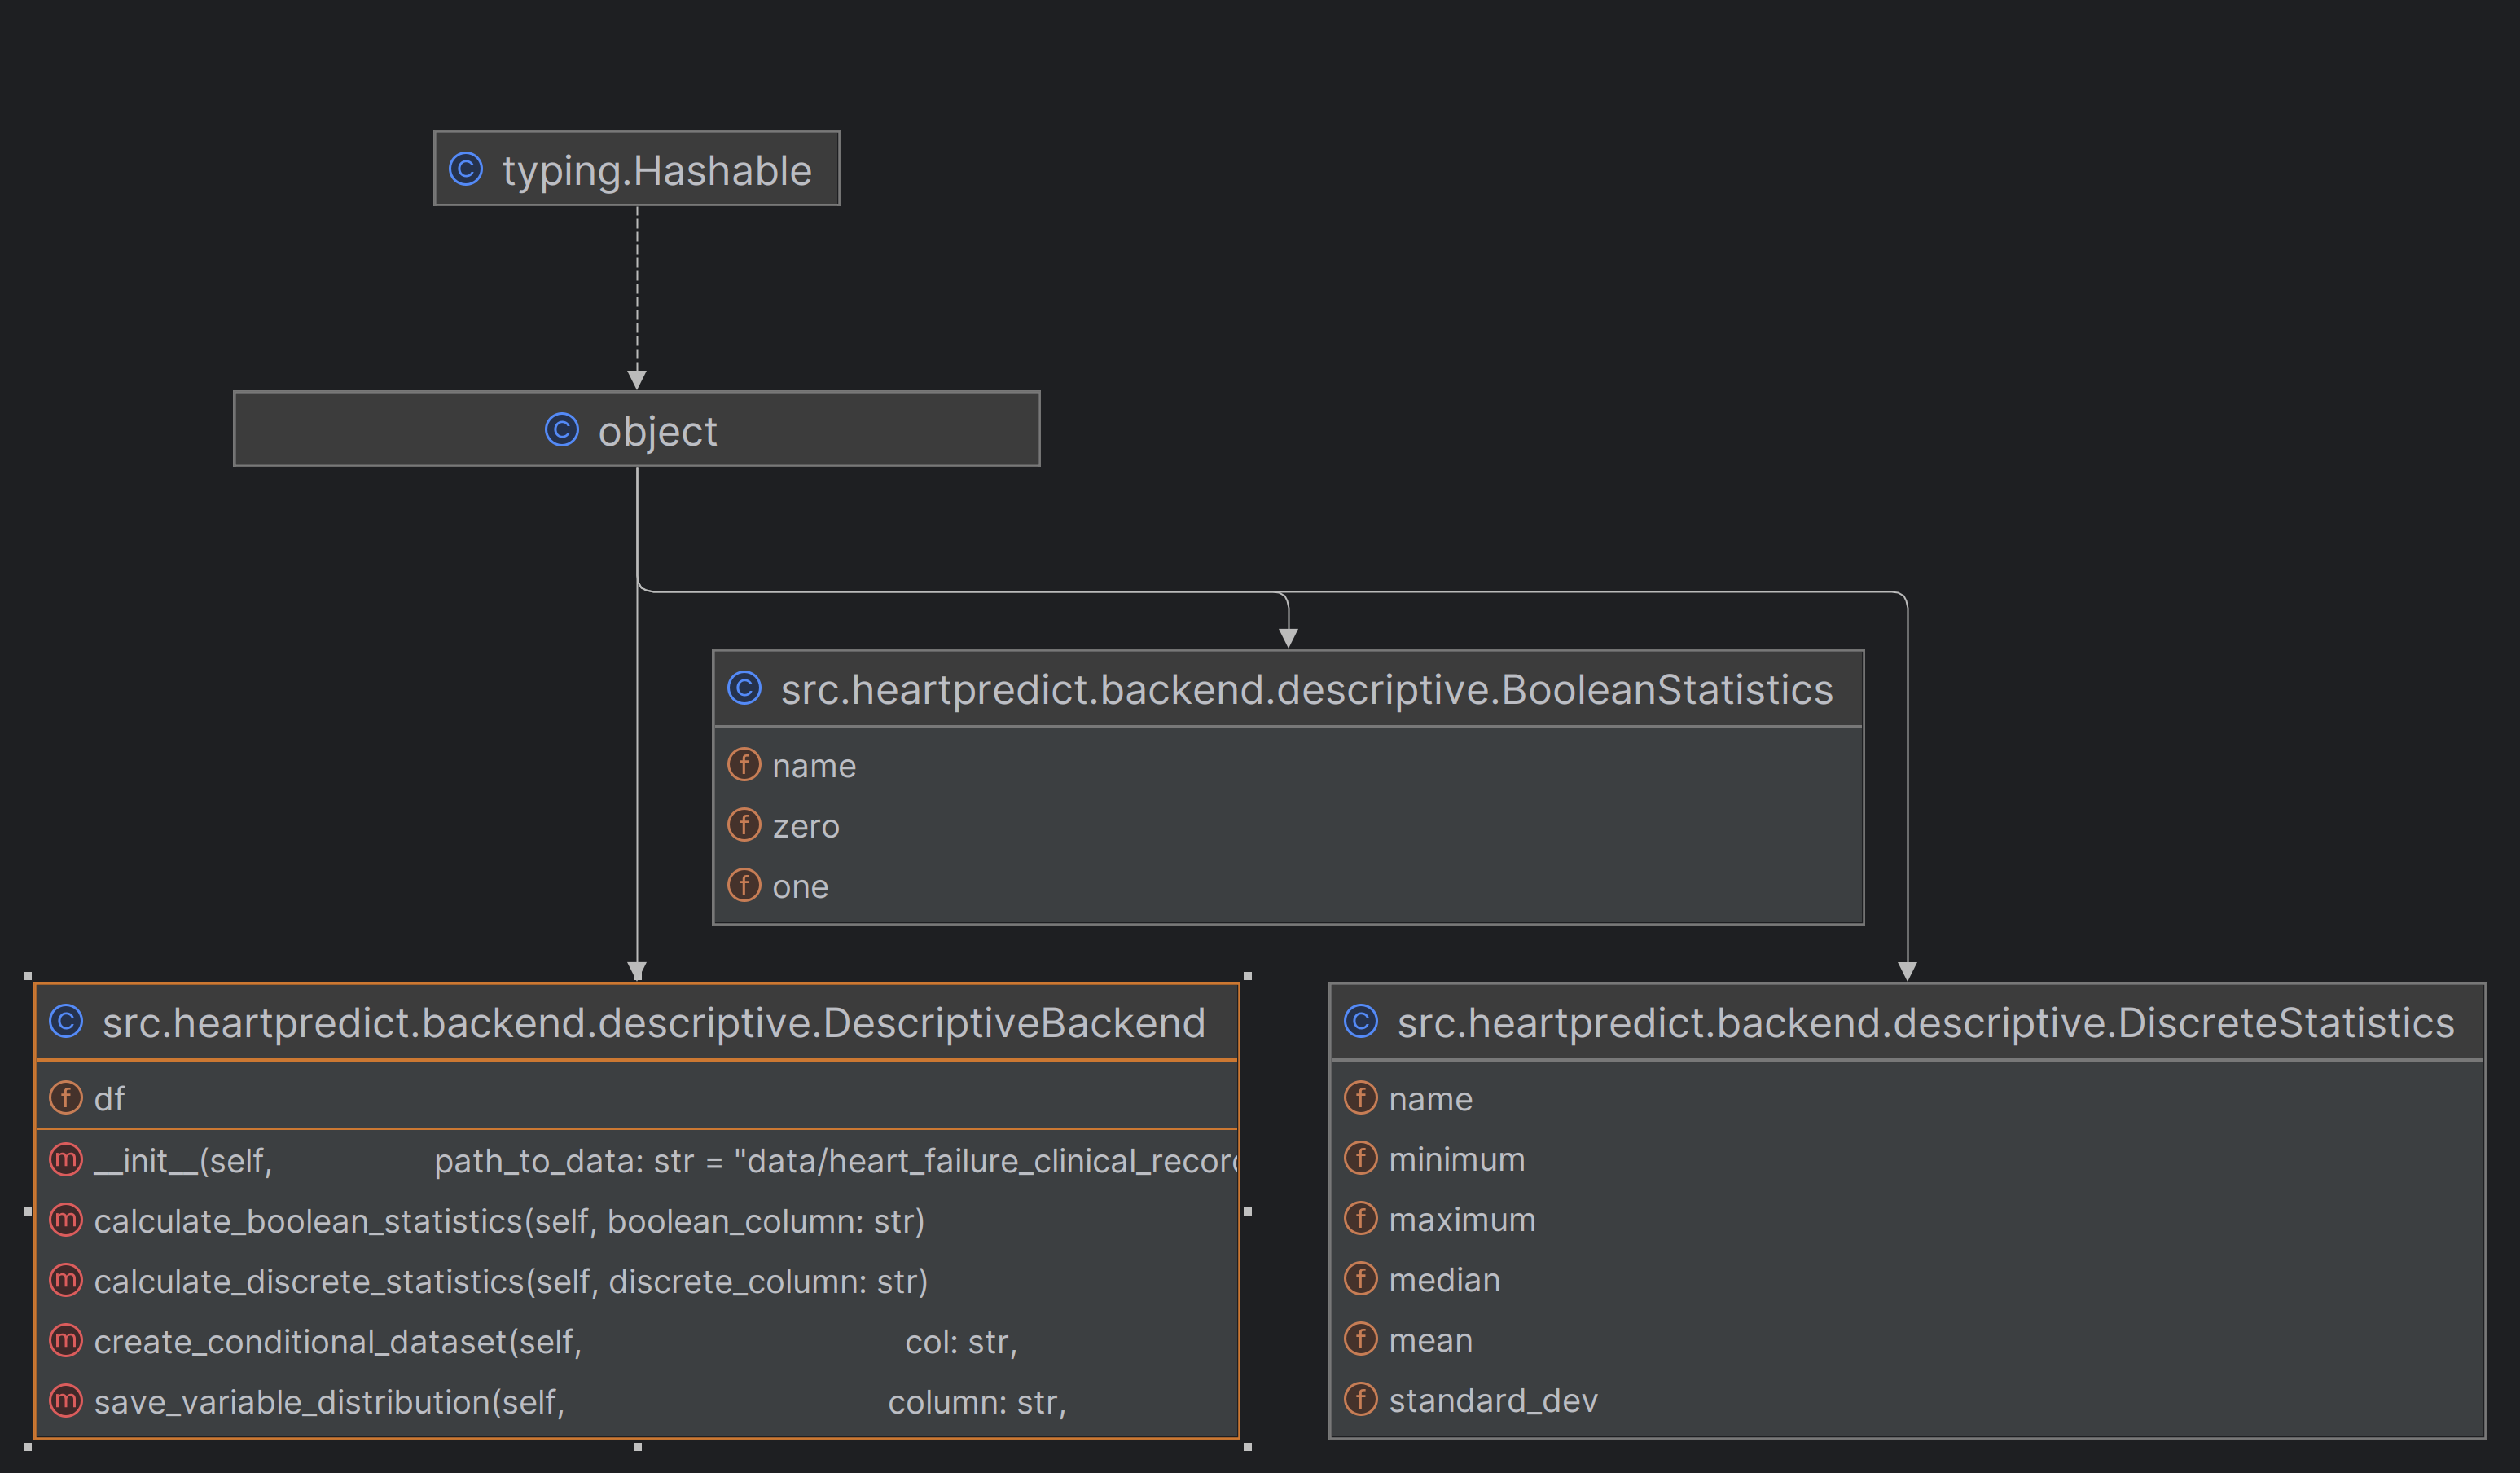 typing.Hashable
object
src.heartpredict.backend.descriptive.BooleanStatistics
name
zero
one
src.heartpredict.backend.descriptive.DescriptiveBackend
df
__init__(self, path_to_data: str = "data/heart_failure_clinical_recor
calculate_boolean_statistics(self, boolean_column: str)
calculate_discrete_statistics(self, discrete_column: str)
create_conditional_dataset(self, col: str,
save_variable_distribution(self, column: str,
src.heartpredict.backend.descriptive.DiscreteStatistics
name
minimum
maximum
median
mean
standard_dev